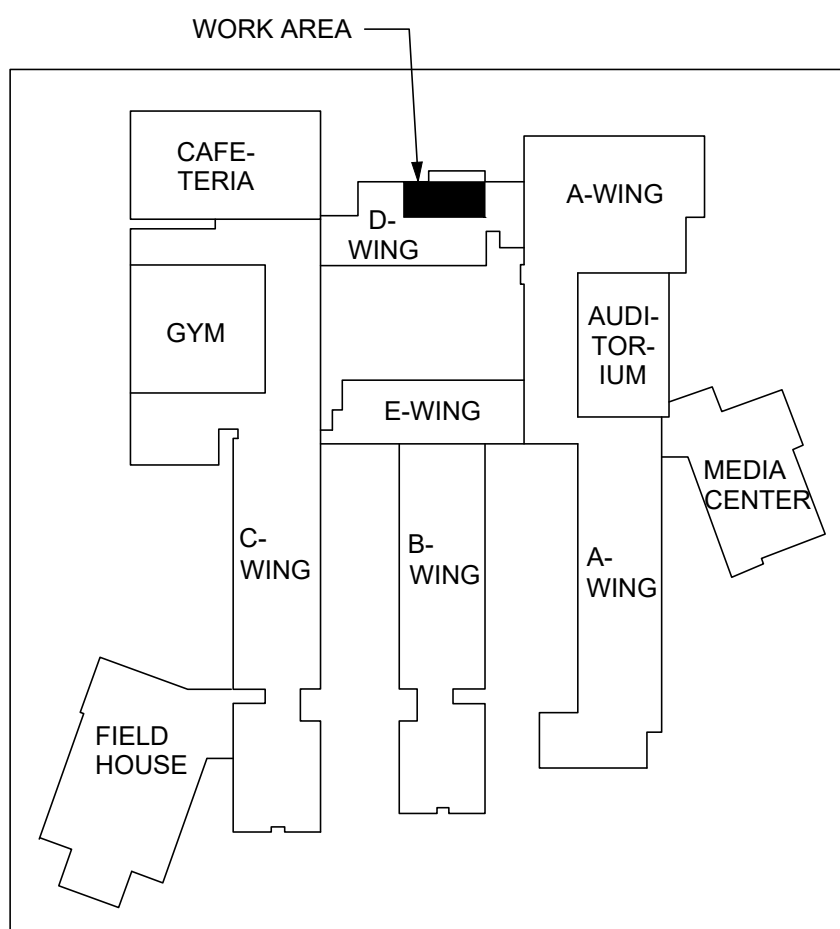 WORK AREA
CAFE-
TERIA
A-WING
D-
WING
GYM
AUDI-
TOR-
IUM
E-WING
MEDIA
CENTER
C-
WING
B-
WING
A-
WING
FIELD
HOUSE